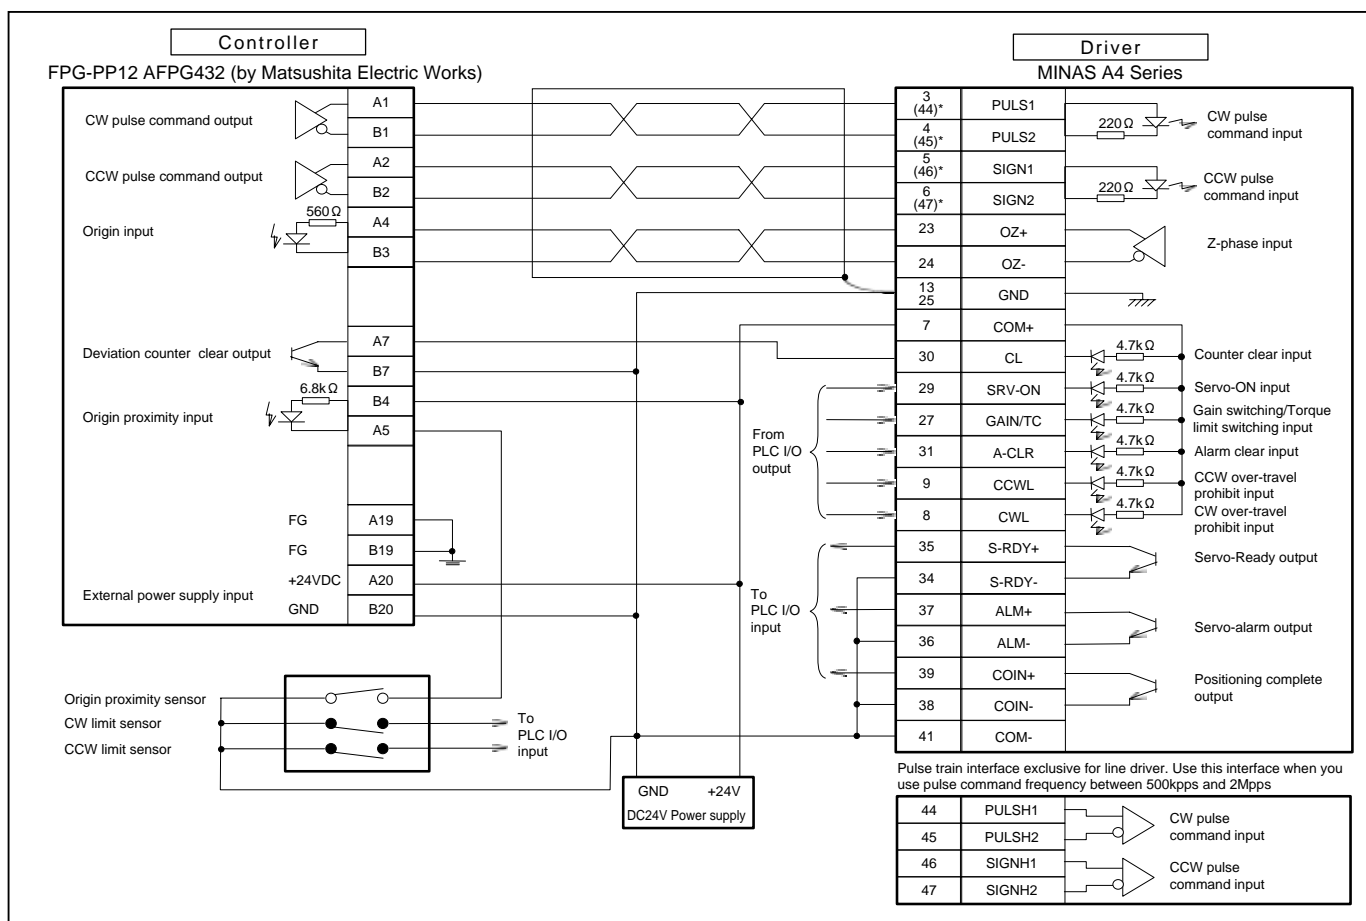 Controller
FPG-PP12 AFPG432 (by Matsushita Electric Works)
Driver
MINAS A4 Series
CW pulse command output
A1
B1
CCW pulse command output
A2
B2
Origin input
560Ω
A4
B3
Deviation counter clear output
A7
B7
Origin proximity input
6.8kΩ
B4
A5
FG
A19
FG
B19
External power supply input
+24VDC
A20
GND
B20
Origin proximity sensor
CW limit sensor
CCW limit sensor
To
PLC I/O
input
From
PLC I/O
output
To
PLC I/O
input
GND
+24V
DC24V Power supply
3
(44)*
PULS1
4
(45)*
PULS2
220Ω
CW pulse
command input
5
(46)*
SIGN1
6
(47)*
SIGN2
220Ω
CCW pulse
command input
23
OZ+
24
OZ-
Z-phase input
13
25
GND
7
COM+
30
CL
4.7kΩ
Counter clear input
29
SRV-ON
4.7kΩ
Servo-ON input
27
GAIN/TC
4.7kΩ
Gain switching/Torque
limit switching input
31
A-CLR
4.7kΩ
Alarm clear input
9
CCWL
4.7kΩ
CCW over-travel
prohibit input
8
CWL
4.7kΩ
CW over-travel
prohibit input
35
S-RDY+
34
S-RDY-
Servo-Ready output
37
ALM+
36
ALM-
Servo-alarm output
39
COIN+
38
COIN-
Positioning complete
output
41
COM-
Pulse train interface exclusive for line driver. Use this interface when you
use pulse command frequency between 500kpps and 2Mpps
44
PULSH1
45
PULSH2
CW pulse
command input
46
SIGNH1
47
SIGNH2
CCW pulse
command input